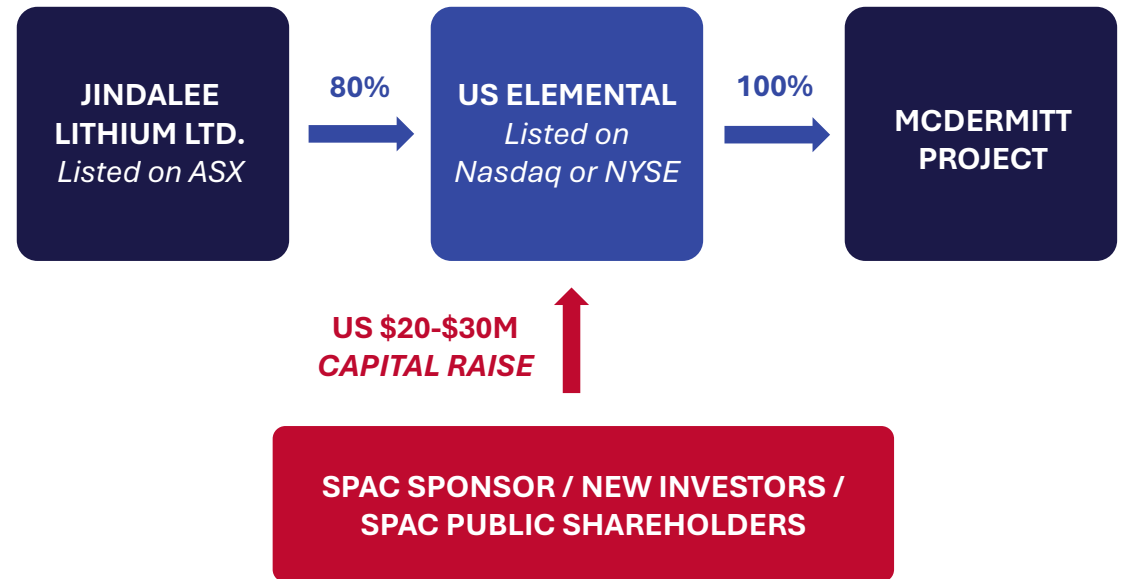 JINDALEE
LITHIUM LTD.
Listed on ASX
80%
US ELEMENTAL
Listed on
Nasdaq or NYSE
100%
MCDERMITT
PROJECT
US $20-$30M
CAPITAL RAISE
SPAC SPONSOR / NEW INVESTORS /
SPAC PUBLIC SHAREHOLDERS